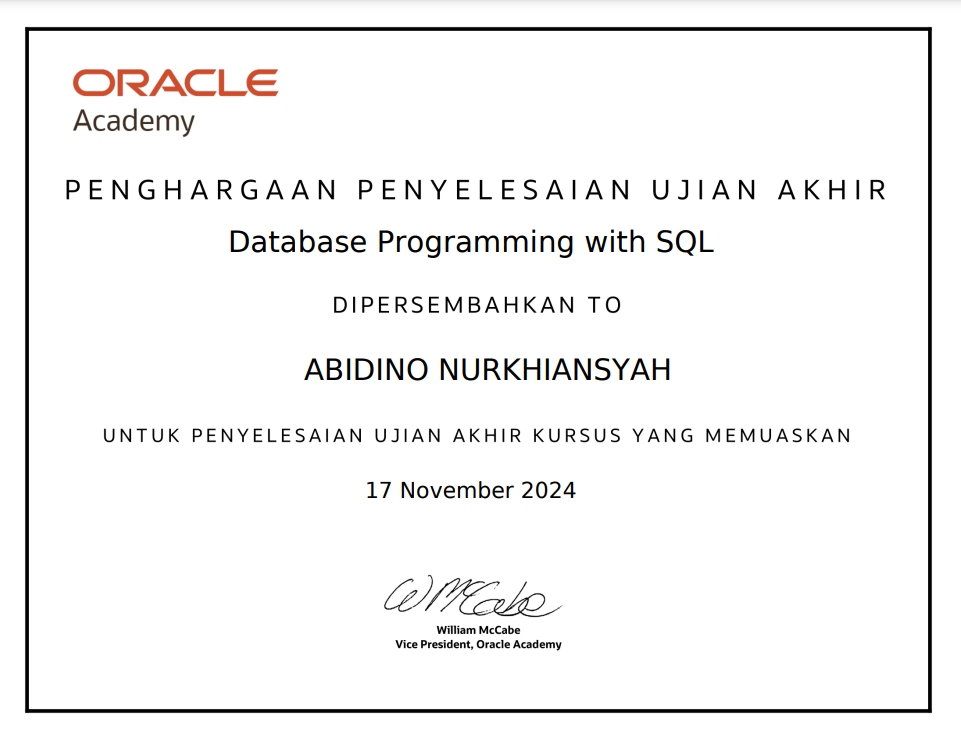 ORACLE
Academy
PENGHARGAAN PENYELESAIAN UJIAN AKHIR
Database Programming with SQL
DIPERSEMBAHKAN TO
ABIDINO NURKHIANSYAH
UNTUK PENYELESAIAN UJIAN AKHIR KURSUS YANG MEMUASKAN
17 November 2024
W McCabe
William McCabe
Vice President, Oracle Academy